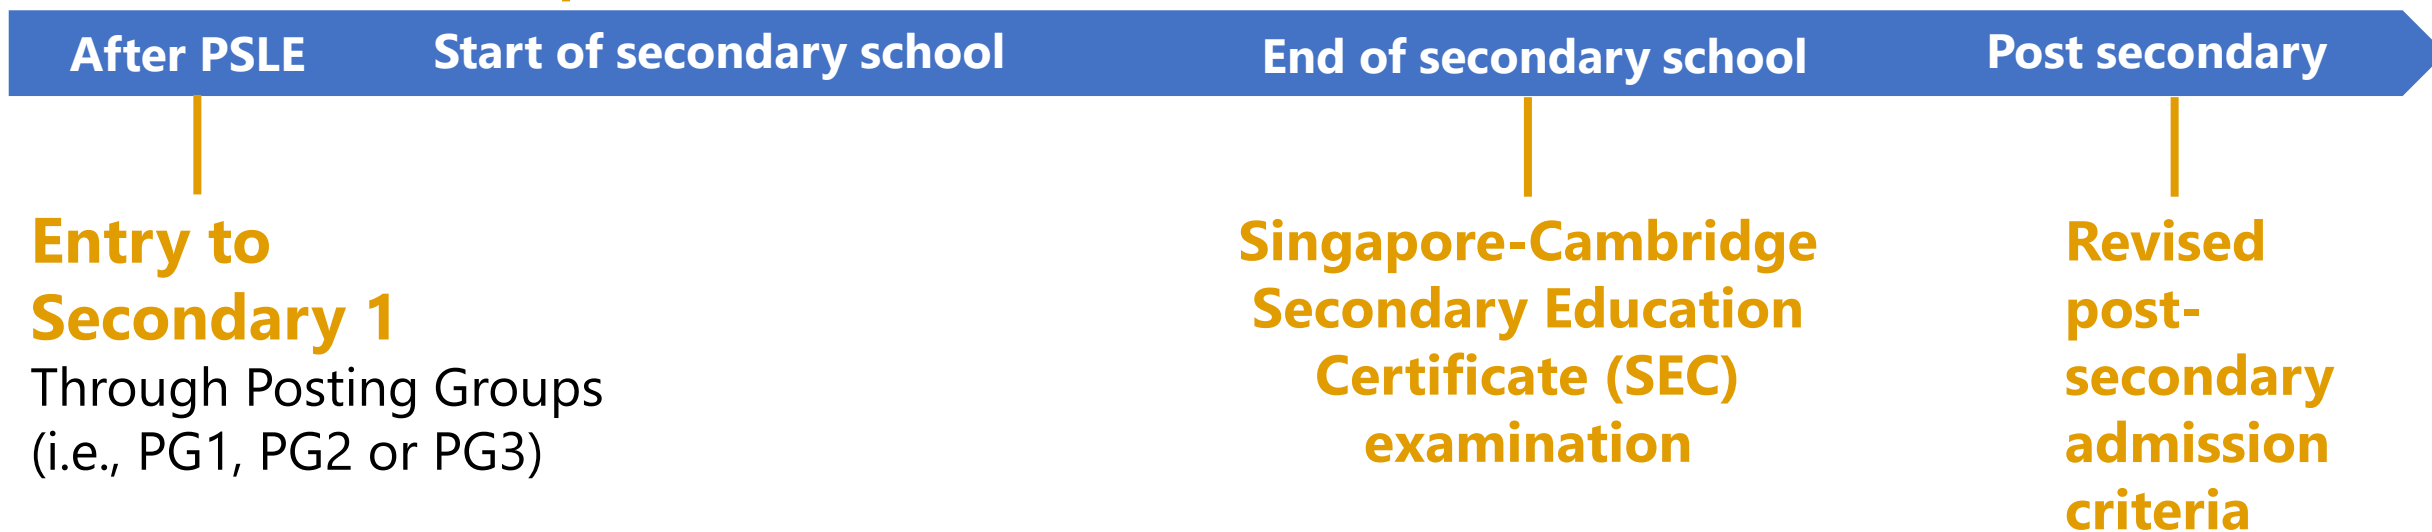 After PSLE
Start of secondary school
End of secondary school
Post secondary
Entry to
Secondary 1
Through Posting Groups
(i.e., PG1, PG2 or PG3)
Singapore-Cambridge
Secondary Education
Certificate (SEC)
examination
Revised
post-
secondary
admission
criteria